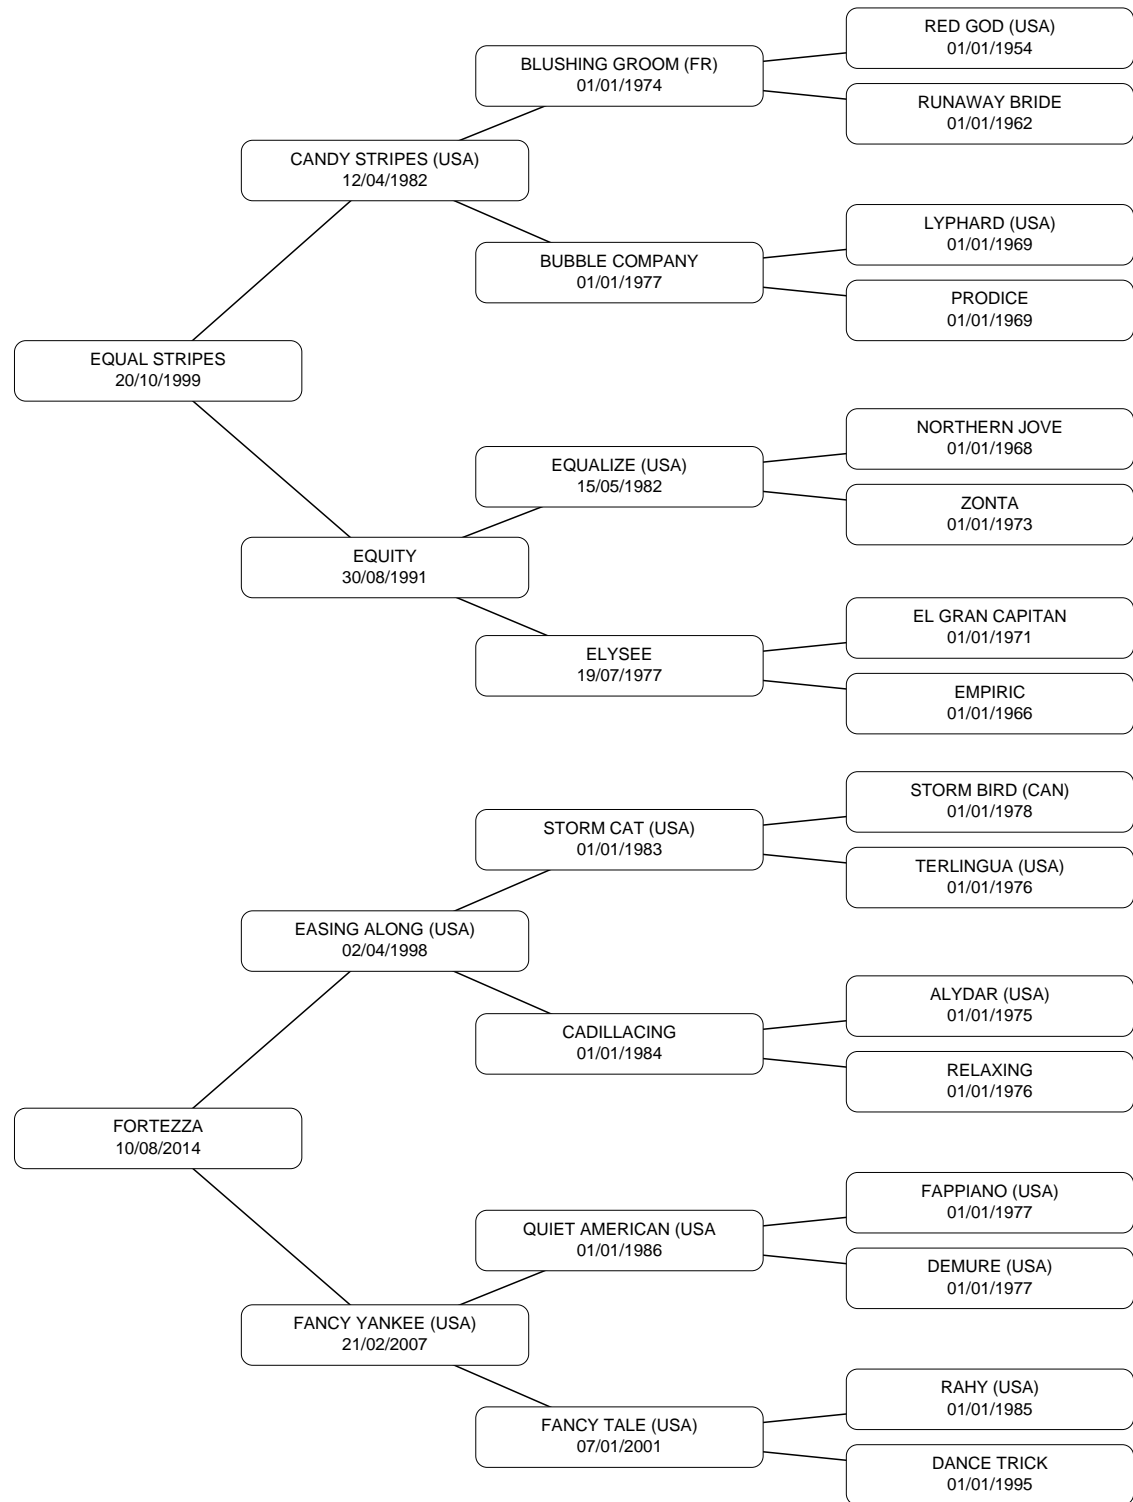 RED GOD (USA)
01/01/1954
BLUSHING GROOM (FR)
01/01/1974
RUNAWAY BRIDE
01/01/1962
CANDY STRIPES (USA)
12/04/1982
LYPHARD (USA)
01/01/1969
BUBBLE COMPANY
01/01/1977
PRODICE
01/01/1969
EQUAL STRIPES
20/10/1999
NORTHERN JOVE
01/01/1968
EQUALIZE (USA)
15/05/1982
ZONTA
01/01/1973
EQUITY
30/08/1991
EL GRAN CAPITAN
01/01/1971
ELYSEE
19/07/1977
EMPIRIC
01/01/1966
STORM BIRD (CAN)
01/01/1978
STORM CAT (USA)
01/01/1983
TERLINGUA (USA)
01/01/1976
EASING ALONG (USA)
02/04/1998
ALYDAR (USA)
01/01/1975
CADILLACING
01/01/1984
RELAXING
01/01/1976
FORTEZZA
10/08/2014
FAPPIANO (USA)
01/01/1977
QUIET AMERICAN (USA
01/01/1986
DEMURE (USA)
01/01/1977
FANCY YANKEE (USA)
21/02/2007
RAHY (USA)
01/01/1985
FANCY TALE (USA)
07/01/2001
DANCE TRICK
01/01/1995